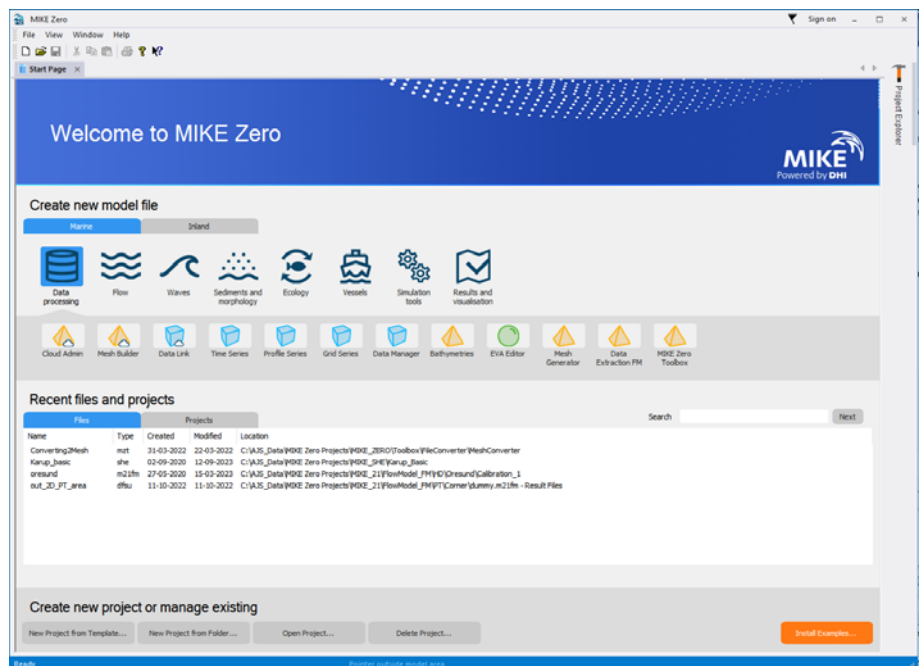 MIKE Zero
Sign on
File View Window Help
Start Page
Project Explorer
Welcome to MIKE Zero
MIKE
Powered by DHI
Create new model file
Marine Inland
Data processing
Flow
Waves
Sediments and morphology
Ecology
Vessels
Simulation tools
Results and visualisation
Cloud Admin
Mesh Builder
Data Link
Time Series
Profile Series
Grid Series
Data Manager
Bathymetries
EVA Editor
Mesh Generator
Data Extraction FM
MIKE Zero Toolbox
Recent files and projects
Files Projects
Search
Next
Name Type Created Modified Location
Converting2Mesh mzt 31-03-2022 22-03-2022 C:\AJS_Data\MIKE Zero Projects\MIKE_ZERO\Toolbox\FileConverter\MeshConverter
Karup_basic she 02-09-2020 12-09-2023 C:\AJS_Data\MIKE Zero Projects\MIKE_SHE\Karup_Basic
oresund m21fm 27-05-2020 15-03-2023 C:\AJS_Data\MIKE Zero Projects\MIKE_21\FlowModel_FM\HD\Oresund\Calibration_1
out_2D_PT_area dfsu 11-10-2022 11-10-2022 C:\AJS_Data\MIKE Zero Projects\MIKE_21\FlowModel_FM\PT\Corner\dummy.m21fm - Result Files
Create new project or manage existing
New Project from Template...
New Project from Folder...
Open Project...
Delete Project...
Install Examples...
Ready
Pointer outside model area